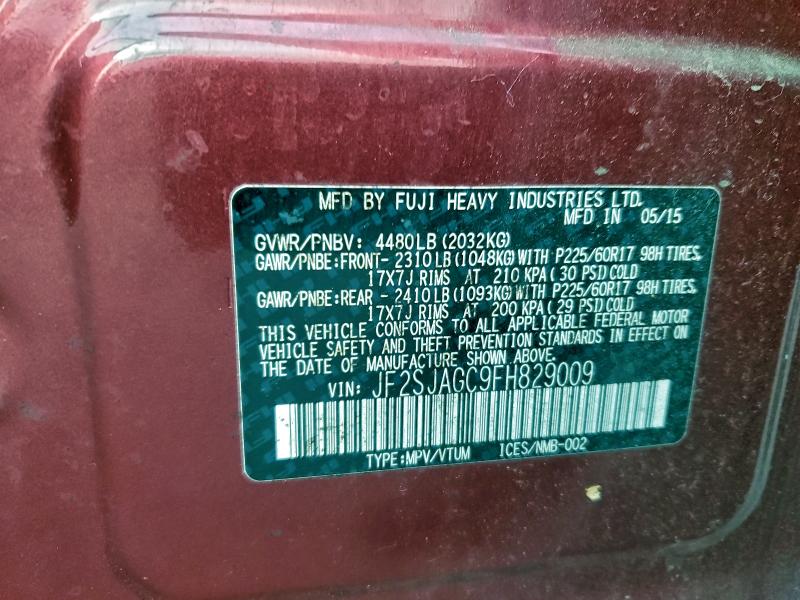 MFD BY FUJI HEAVY INDUSTRIES LTD.
MFD IN 05/15
GVWR/PNBV: 4480LB (2032KG)
GAWR/PNBE:FRONT- 2310LB (1048KG) WITH P225/60R17 98H TIRES,
17X7J RIMS AT 210 KPA ( 30 PSI) COLD
GAWR/PNBE:REAR - 2410LB (1093KG) WITH P225/60R17 98H TIRES,
17X7J RIMS AT 200 KPA ( 29 PSI) COLD
THIS VEHICLE CONFORMS TO ALL APPLICABLE FEDERAL MOTOR
VEHICLE SAFETY AND THEFT PREVENTION STANDARDS IN EFFECT ON
THE DATE OF MANUFACTURE SHOWN ABOVE.
VIN: JF2SJAGC9FH829009
TYPE:MPV/VTUM ICES/NMB-002